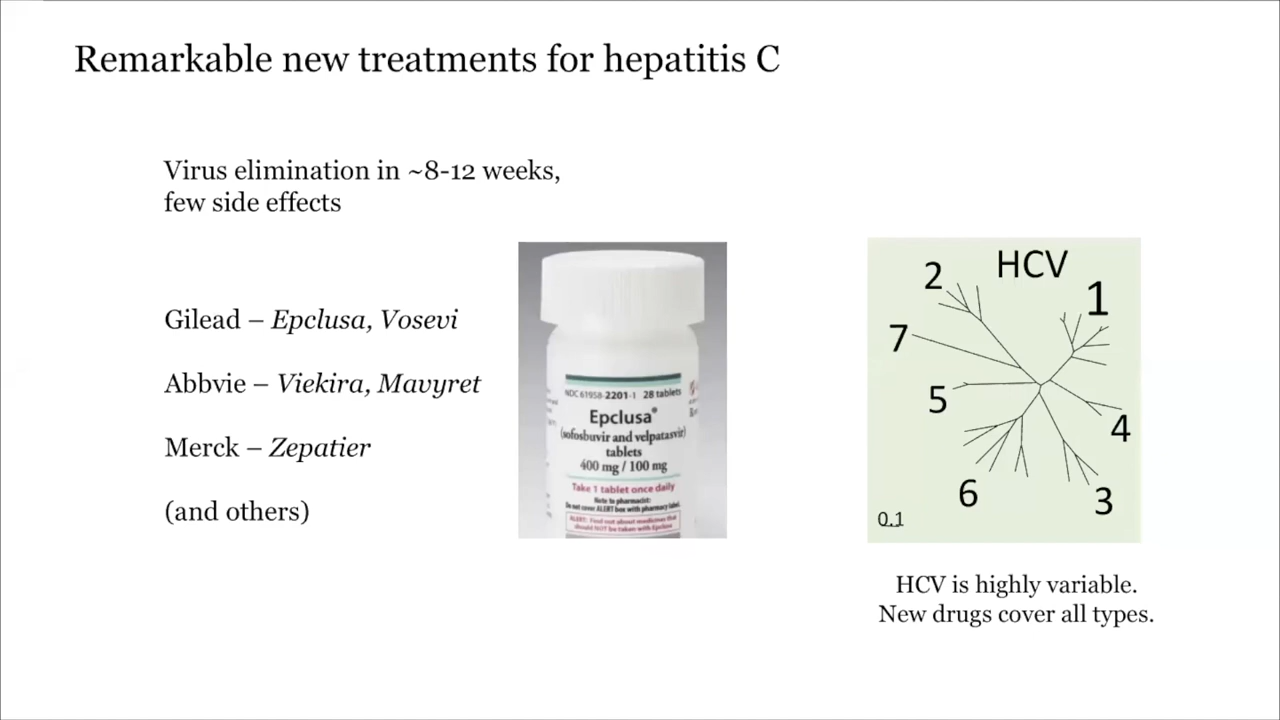 Remarkable new treatments for hepatitis C
Virus elimination in ~8-12 weeks,
few side effects
Gilead – Epclusa, Vosevi
Abbvie – Viekira, Mavyret
Merck – Zepatier
(and others)
NDC 61958-2201-1 28 tablets
Epclusa®
(sofosbuvir and velpatasvir)
tablets
400 mg / 100 mg
Take 1 tablet once daily
Note to pharmacist:
Do not cover ALERT box with pharmacy label.
ALERT: Find out about medicines that
should NOT be taken with Epclusa
HCV
2
1
7
5
4
6
3
0.1
HCV is highly variable.
New drugs cover all types.